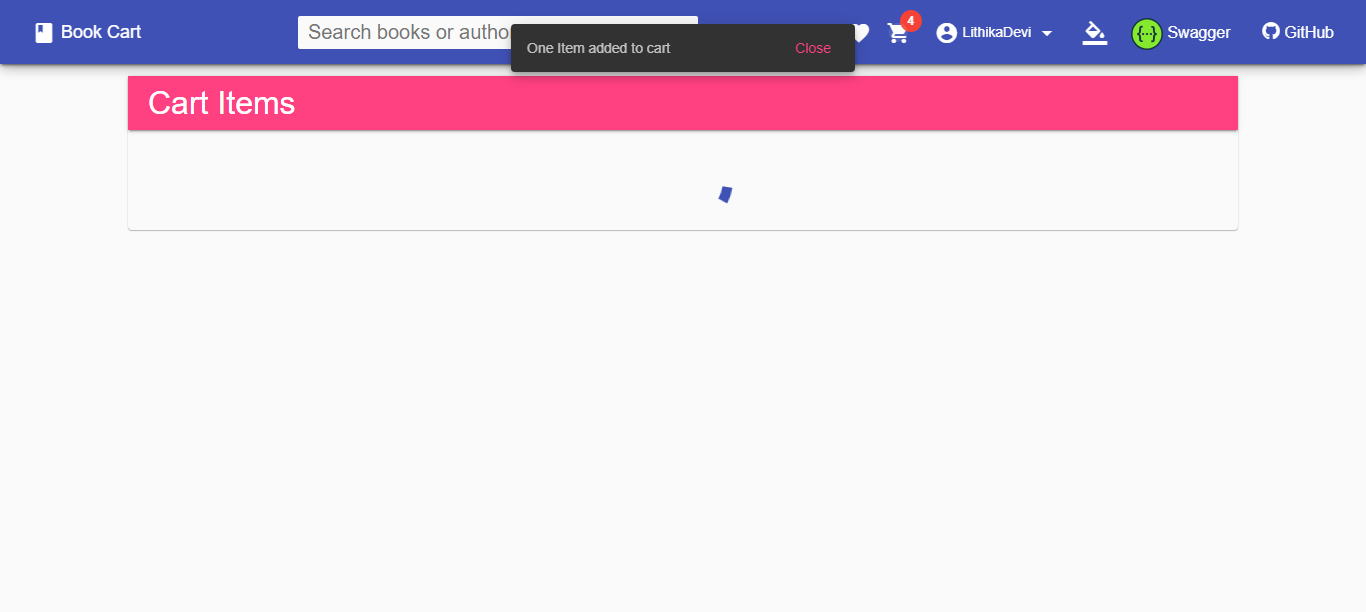 Book Cart
Search books or autho
One Item added to cart
Close
4
LithikaDevi
{··}
Swagger
GitHub
Cart Items